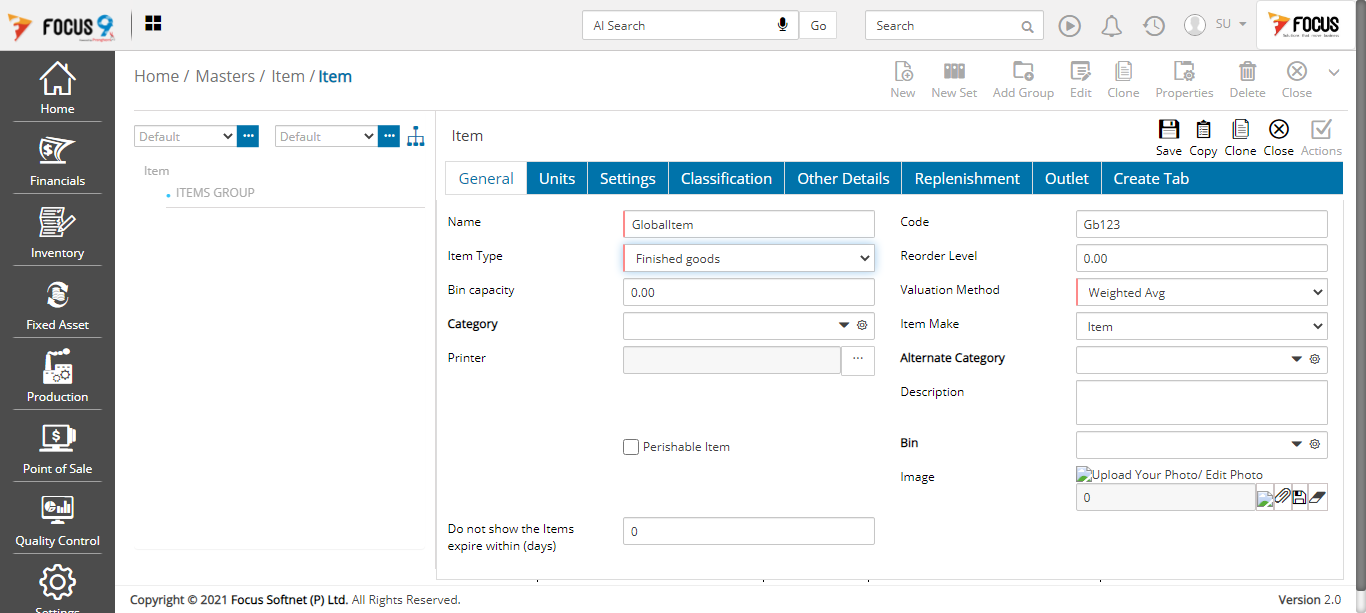 FOCUS 9
AI Search
Go
Search
SU
FOCUS
Home
Financials
Inventory
Fixed Asset
Production
Point of Sale
Quality Control
Settings
Home / Masters / Item / Item
New
New Set
Add Group
Edit
Clone
Properties
Delete
Close
Default
Default
Item
ITEMS GROUP
Item
Save
Copy
Clone
Close
Actions
General
Units
Settings
Classification
Other Details
Replenishment
Outlet
Create Tab
Name
GlobalItem
Code
Gb123
Item Type
Finished goods
Reorder Level
0.00
Bin capacity
0.00
Valuation Method
Weighted Avg
Category
Item Make
Item
Printer
...
Alternate Category
Description
Perishable Item
Bin
Image
Upload Your Photo/ Edit Photo
0
Do not show the Items
expire within (days)
0
Copyright © 2021 Focus Softnet (P) Ltd. All Rights Reserved.
Version 2.0